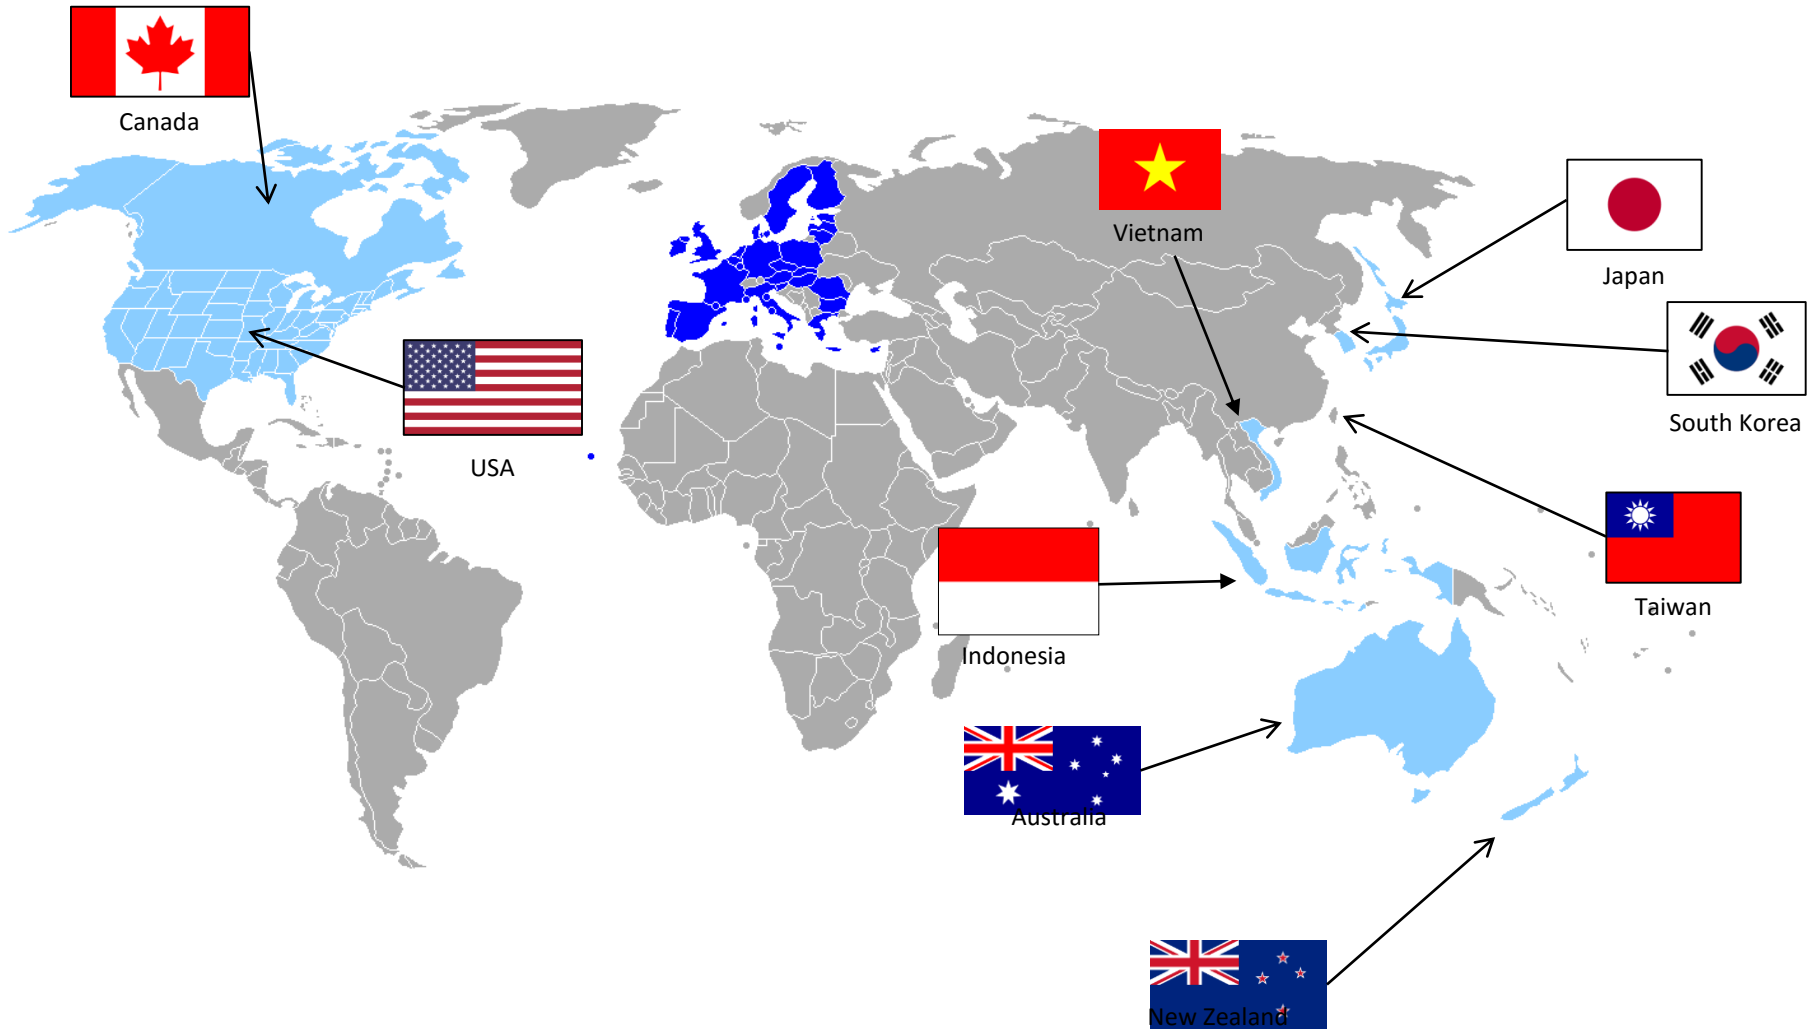 Canada
Vietnam
Japan
South Korea
USA
Taiwan
Indonesia
Australia
New Zealand